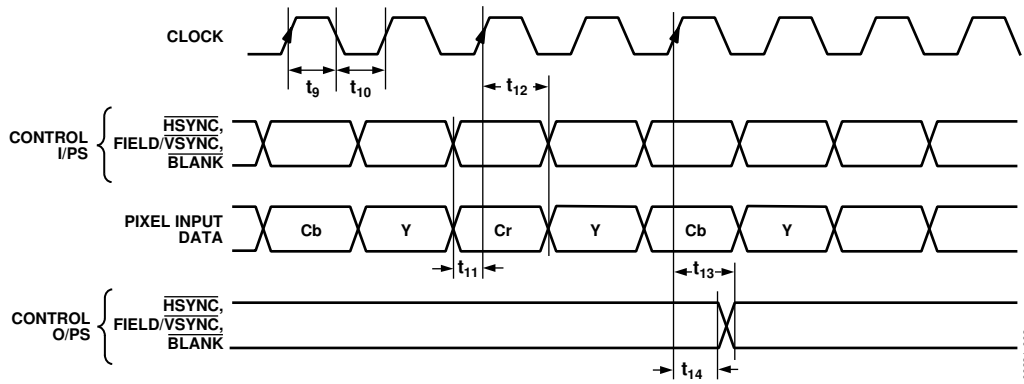 CLOCK
t9
t10
t12
CONTROL
I/PS
HSYNC,
FIELD/VSYNC,
BLANK
PIXEL INPUT
DATA
Cb
Y
Cr
Y
Cb
Y
t11
t13
CONTROL
O/PS
HSYNC,
FIELD/VSYNC,
BLANK
t14